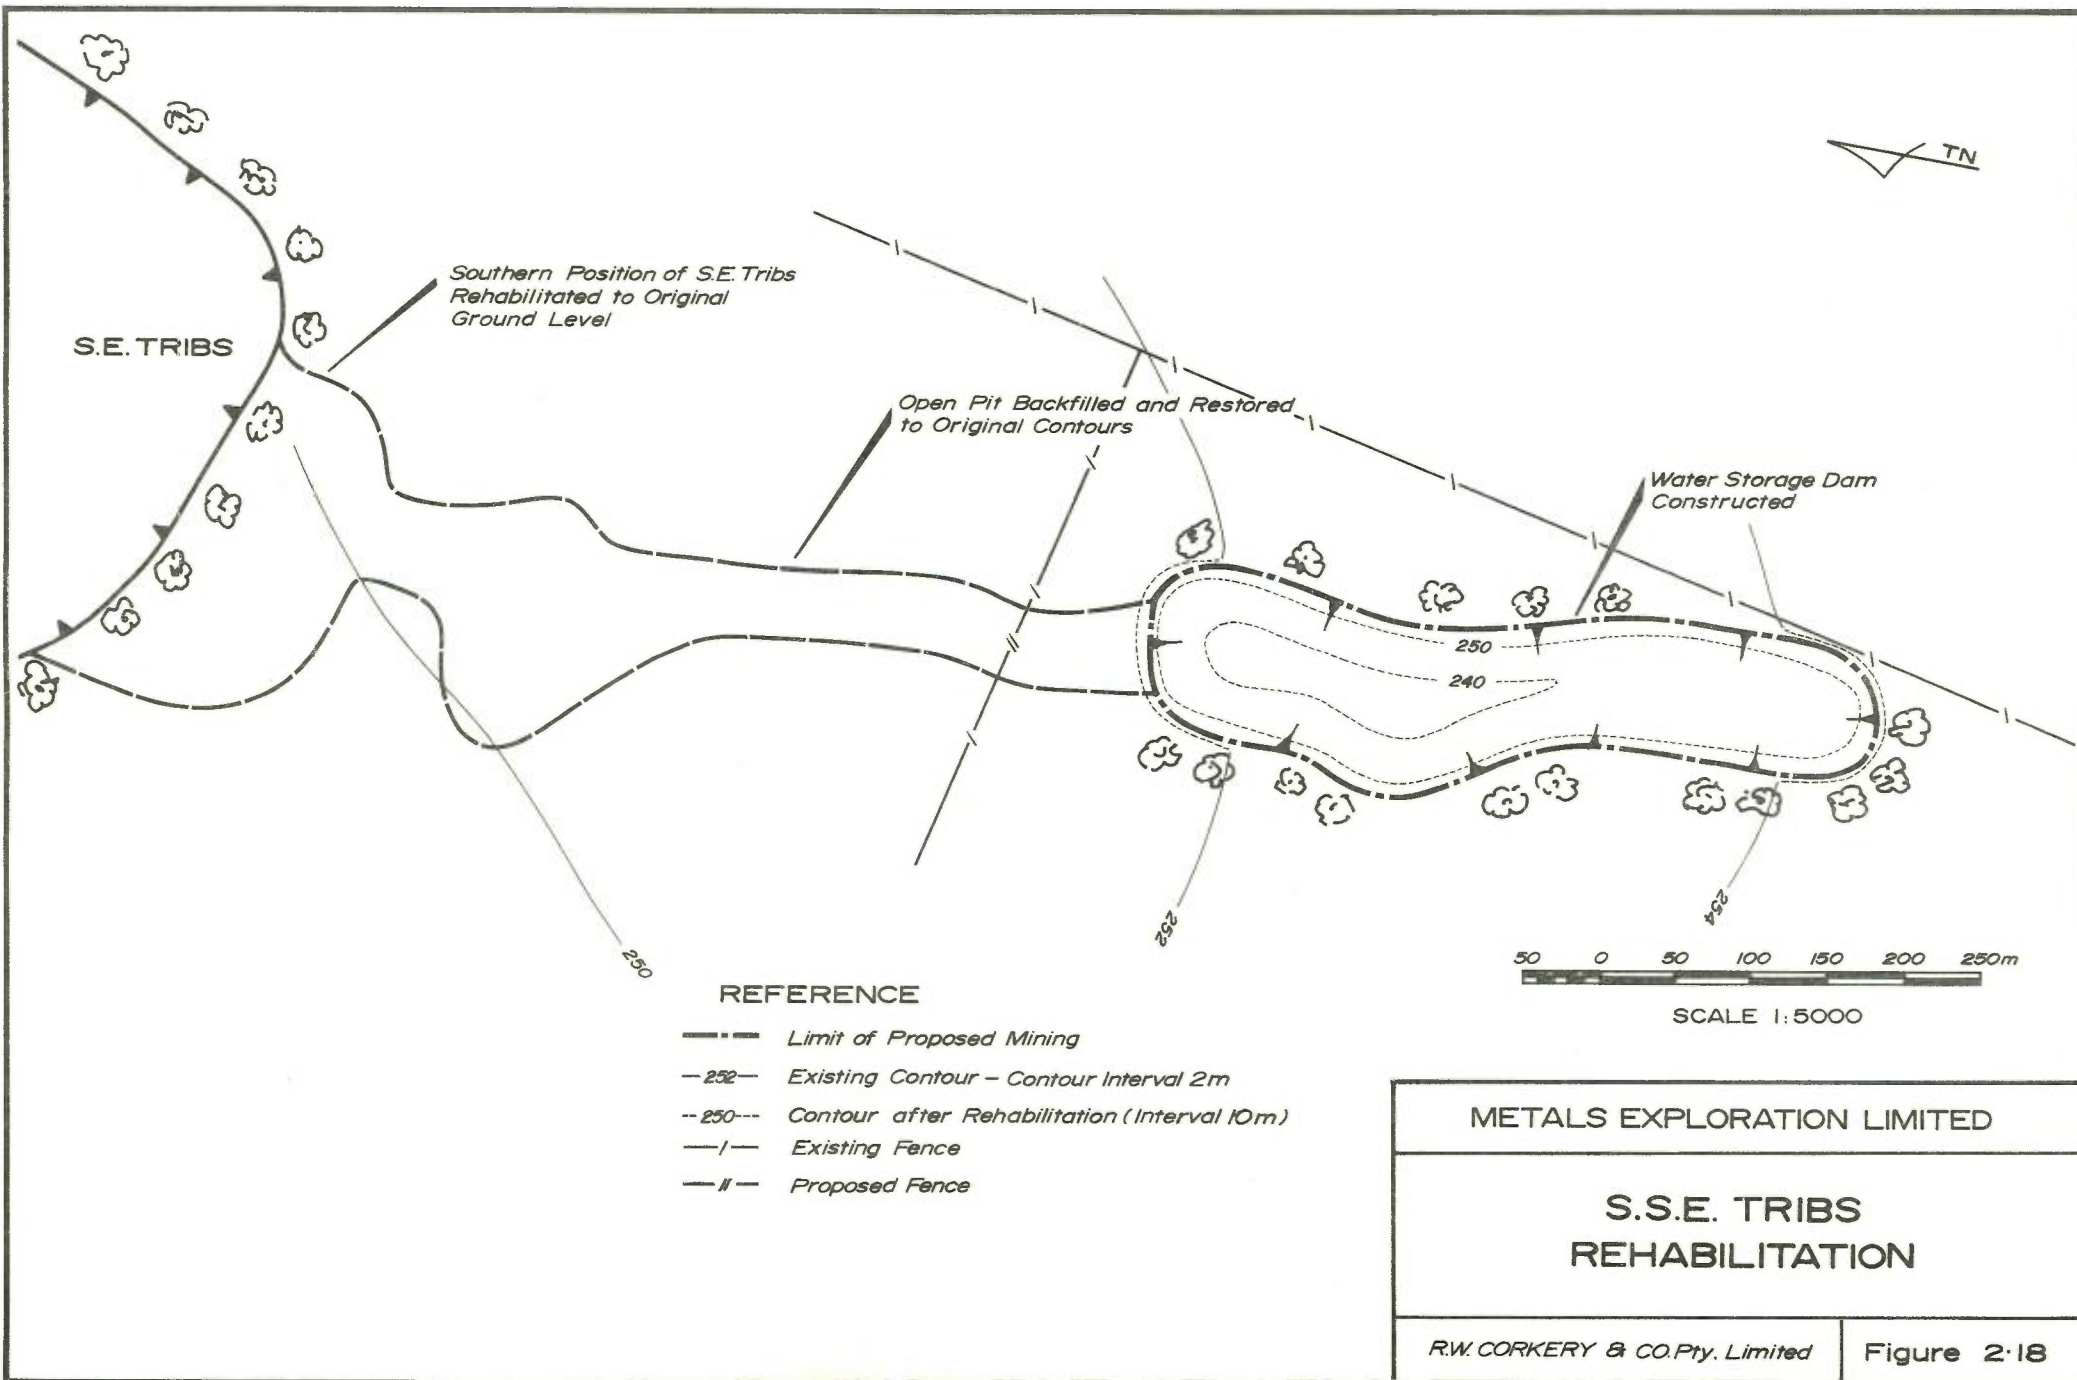 TN
Southern Position of S.E. Tribs
Rehabilitated to Original
Ground Level
S.E. TRIBS
Open Pit Backfilled and Restored
to Original Contours
Water Storage Dam
Constructed
250
240
252
254
250
50 0 50 100 150 200 250m
SCALE 1:5000
REFERENCE
Limit of Proposed Mining
252 Existing Contour - Contour Interval 2m
250 Contour after Rehabilitation (Interval 10m)
Existing Fence
Proposed Fence
METALS EXPLORATION LIMITED
S.S.E. TRIBS
REHABILITATION
R.W. CORKERY & CO. Pty. Limited
Figure 2·18